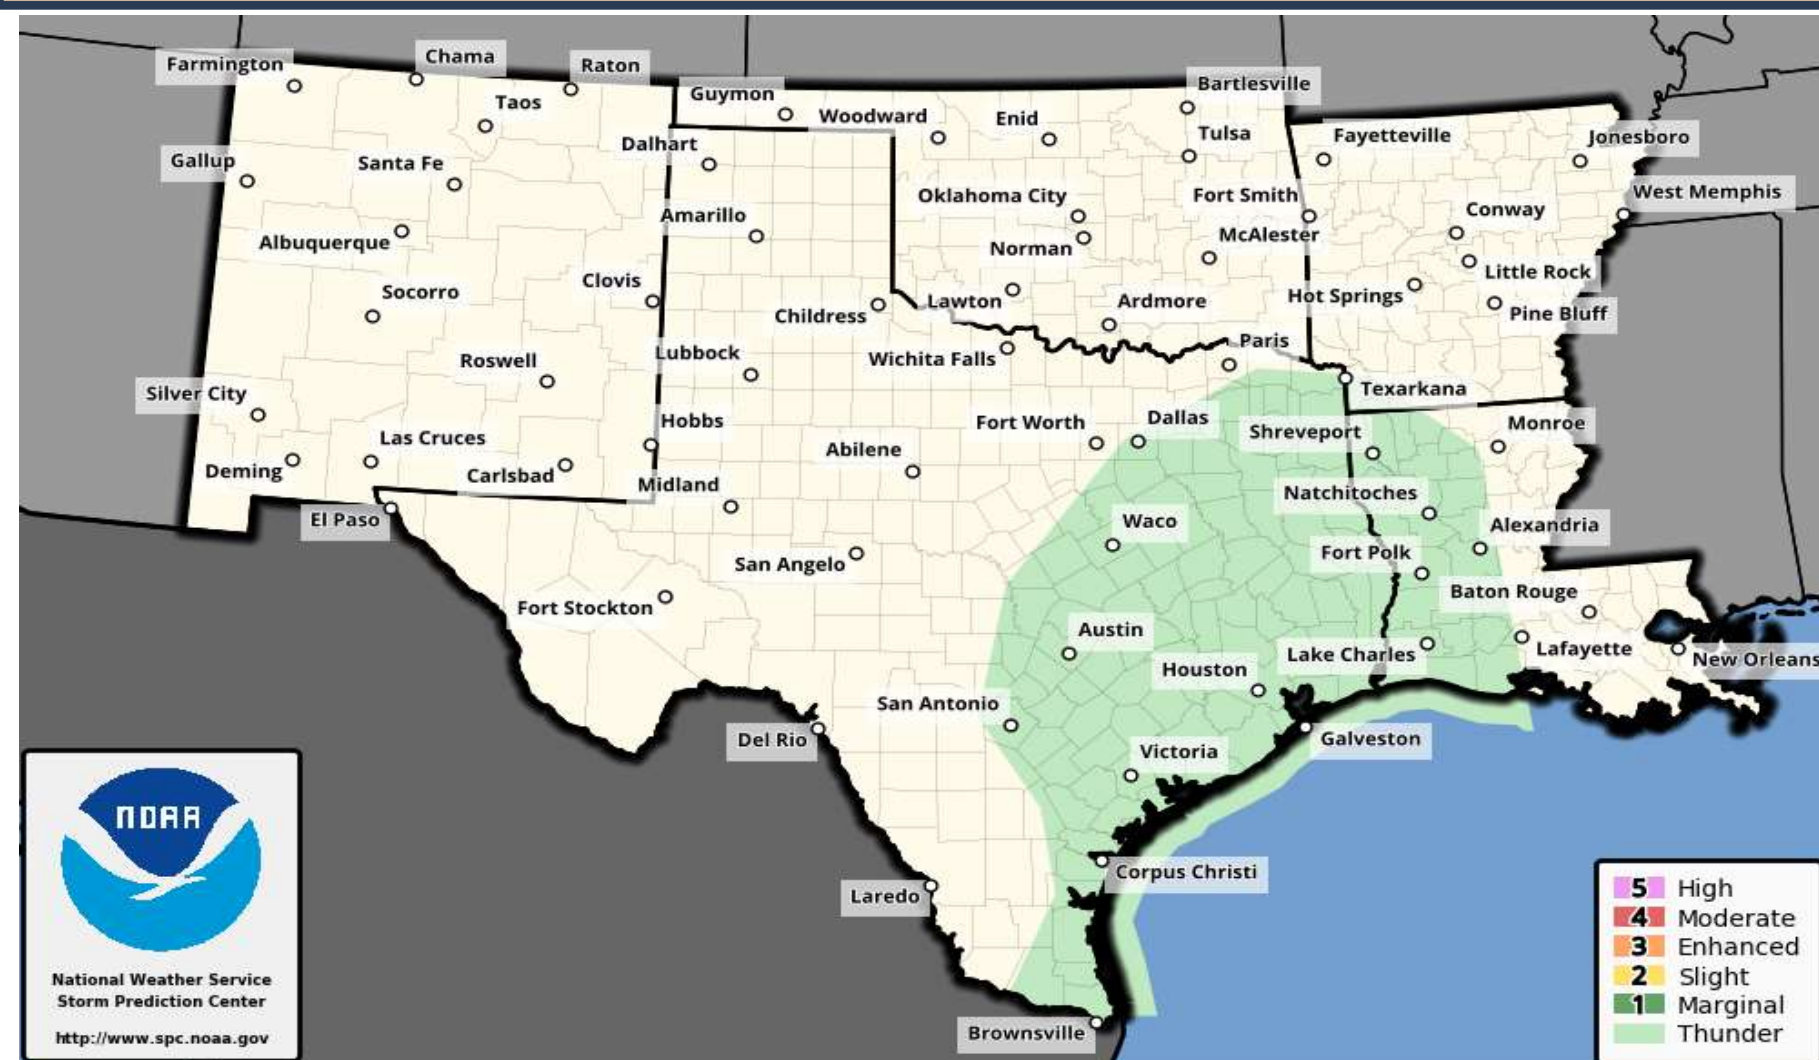 Farmington
Chama
Raton
Taos
Guymon
Woodward
Enid
Bartlesville
Tulsa
Fayetteville
Jonesboro
Gallup
Santa Fe
Dalhart
Oklahoma City
Fort Smith
Conway
West Memphis
Albuquerque
Amarillo
Norman
McAlester
Little Rock
Socorro
Clovis
Childress
Lawton
Ardmore
Hot Springs
Pine Bluff
Roswell
Lubbock
Wichita Falls
Paris
Texarkana
Silver City
Las Cruces
Hobbs
Abilene
Fort Worth
Dallas
Shreveport
Monroe
Deming
Carlsbad
Midland
Natchitoches
El Paso
San Angelo
Waco
Fort Polk
Alexandria
Fort Stockton
Austin
Baton Rouge
Houston
Lake Charles
Lafayette
New Orleans
Del Rio
San Antonio
Victoria
Galveston
Laredo
Corpus Christi
Brownsville
NOAA
National Weather Service
Storm Prediction Center
http://www.spc.noaa.gov
5 High
4 Moderate
3 Enhanced
2 Slight
1 Marginal
Thunder